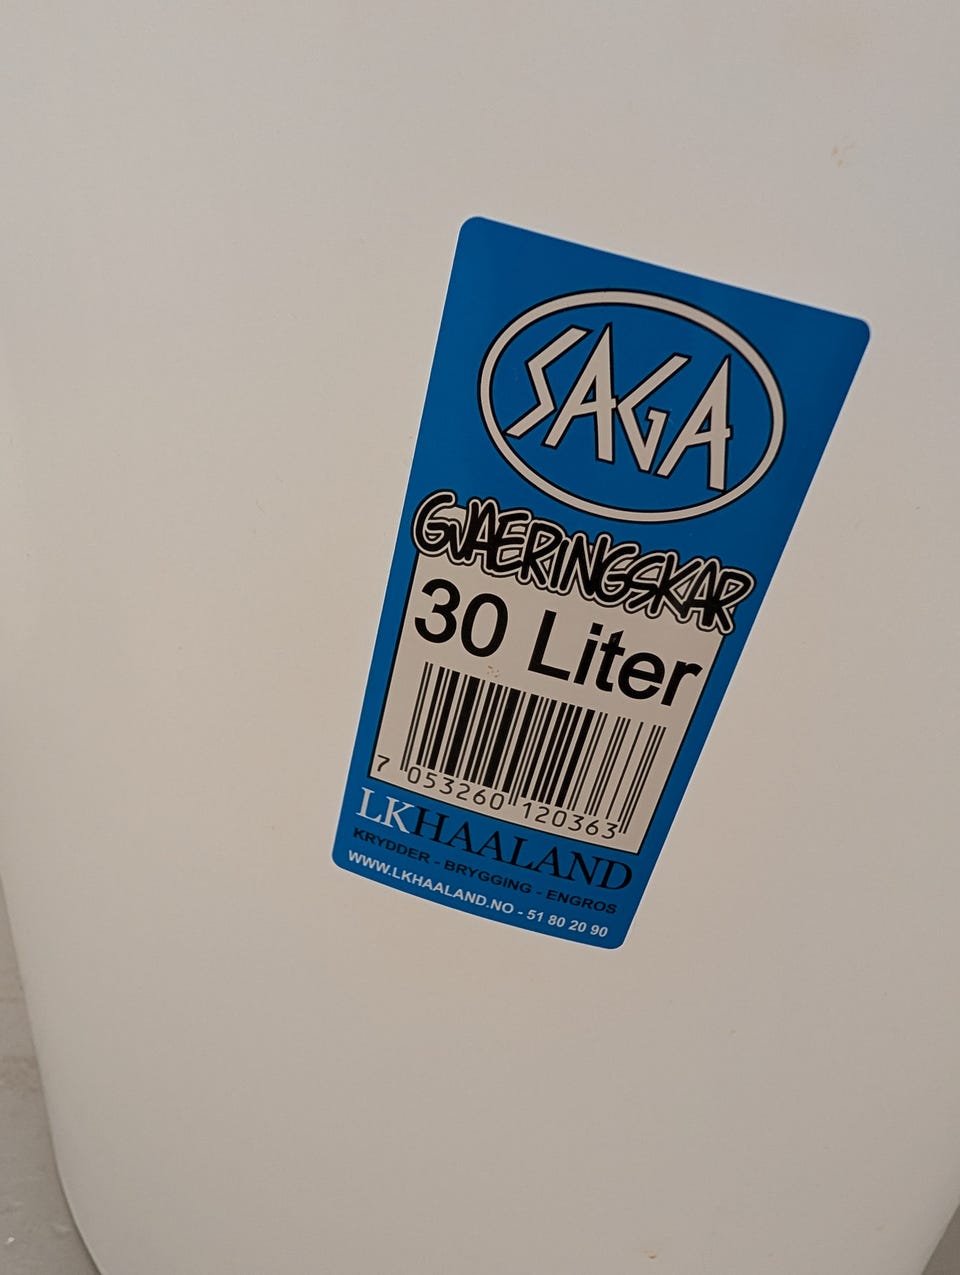 SAGA
GJAERINGSKAR
30 Liter
7 053260 120363
LKHAALAND
KRYDDER - BRYGGING - ENGROS
WWW.LKHAALAND.NO - 51 80 20 90